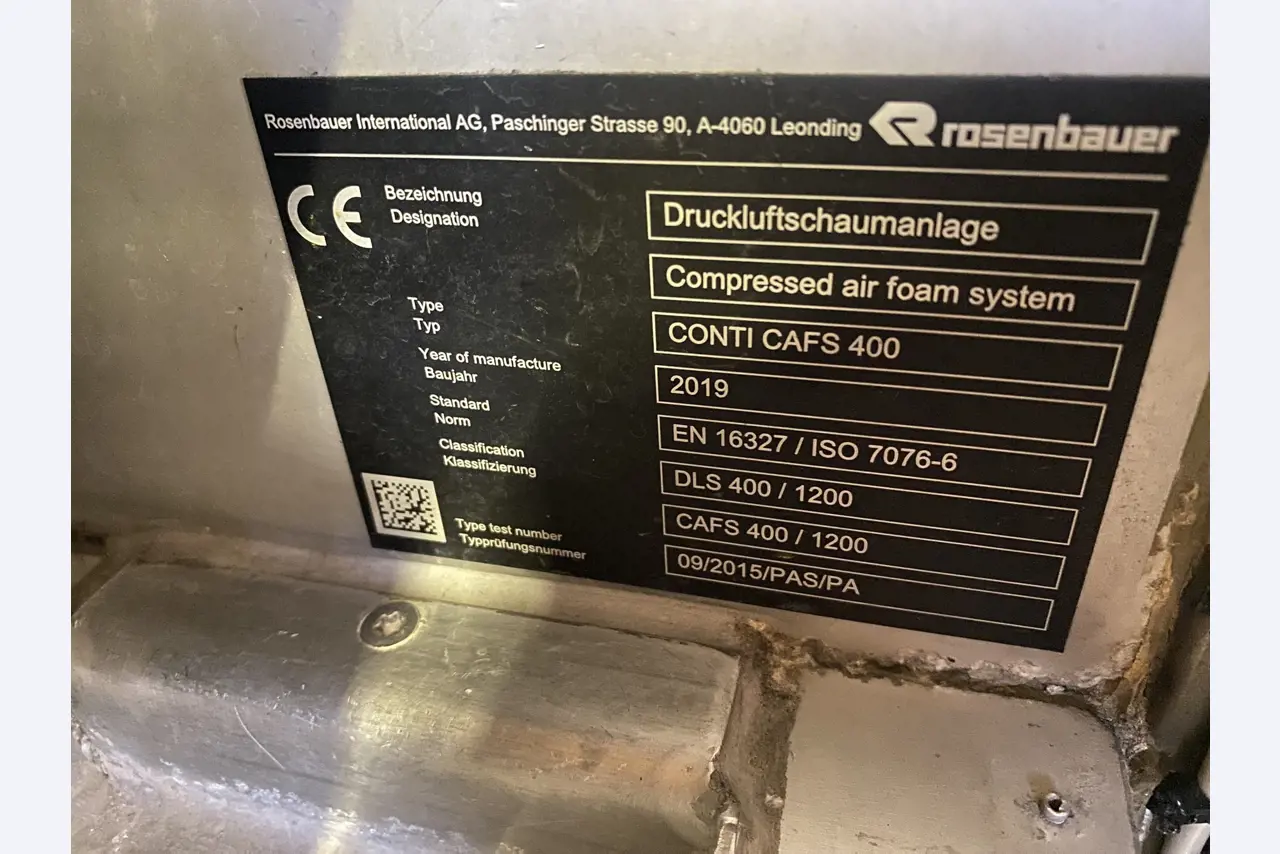 Rosenbauer International AG, Paschinger Strasse 90, A-4060 Leonding rosenbauer
CE Bezeichnung Druckluftschaumanlage
Designation Compressed air foam system
Type CONTI CAFS 400
Typ
Year of manufacture 2019
Baujahr
Standard EN 16327 / ISO 7076-6
Norm
Classification DLS 400 / 1200
Klassifizierung CAFS 400 / 1200
Type test number 09/2015/PAS/PA
Typprüfungsnummer